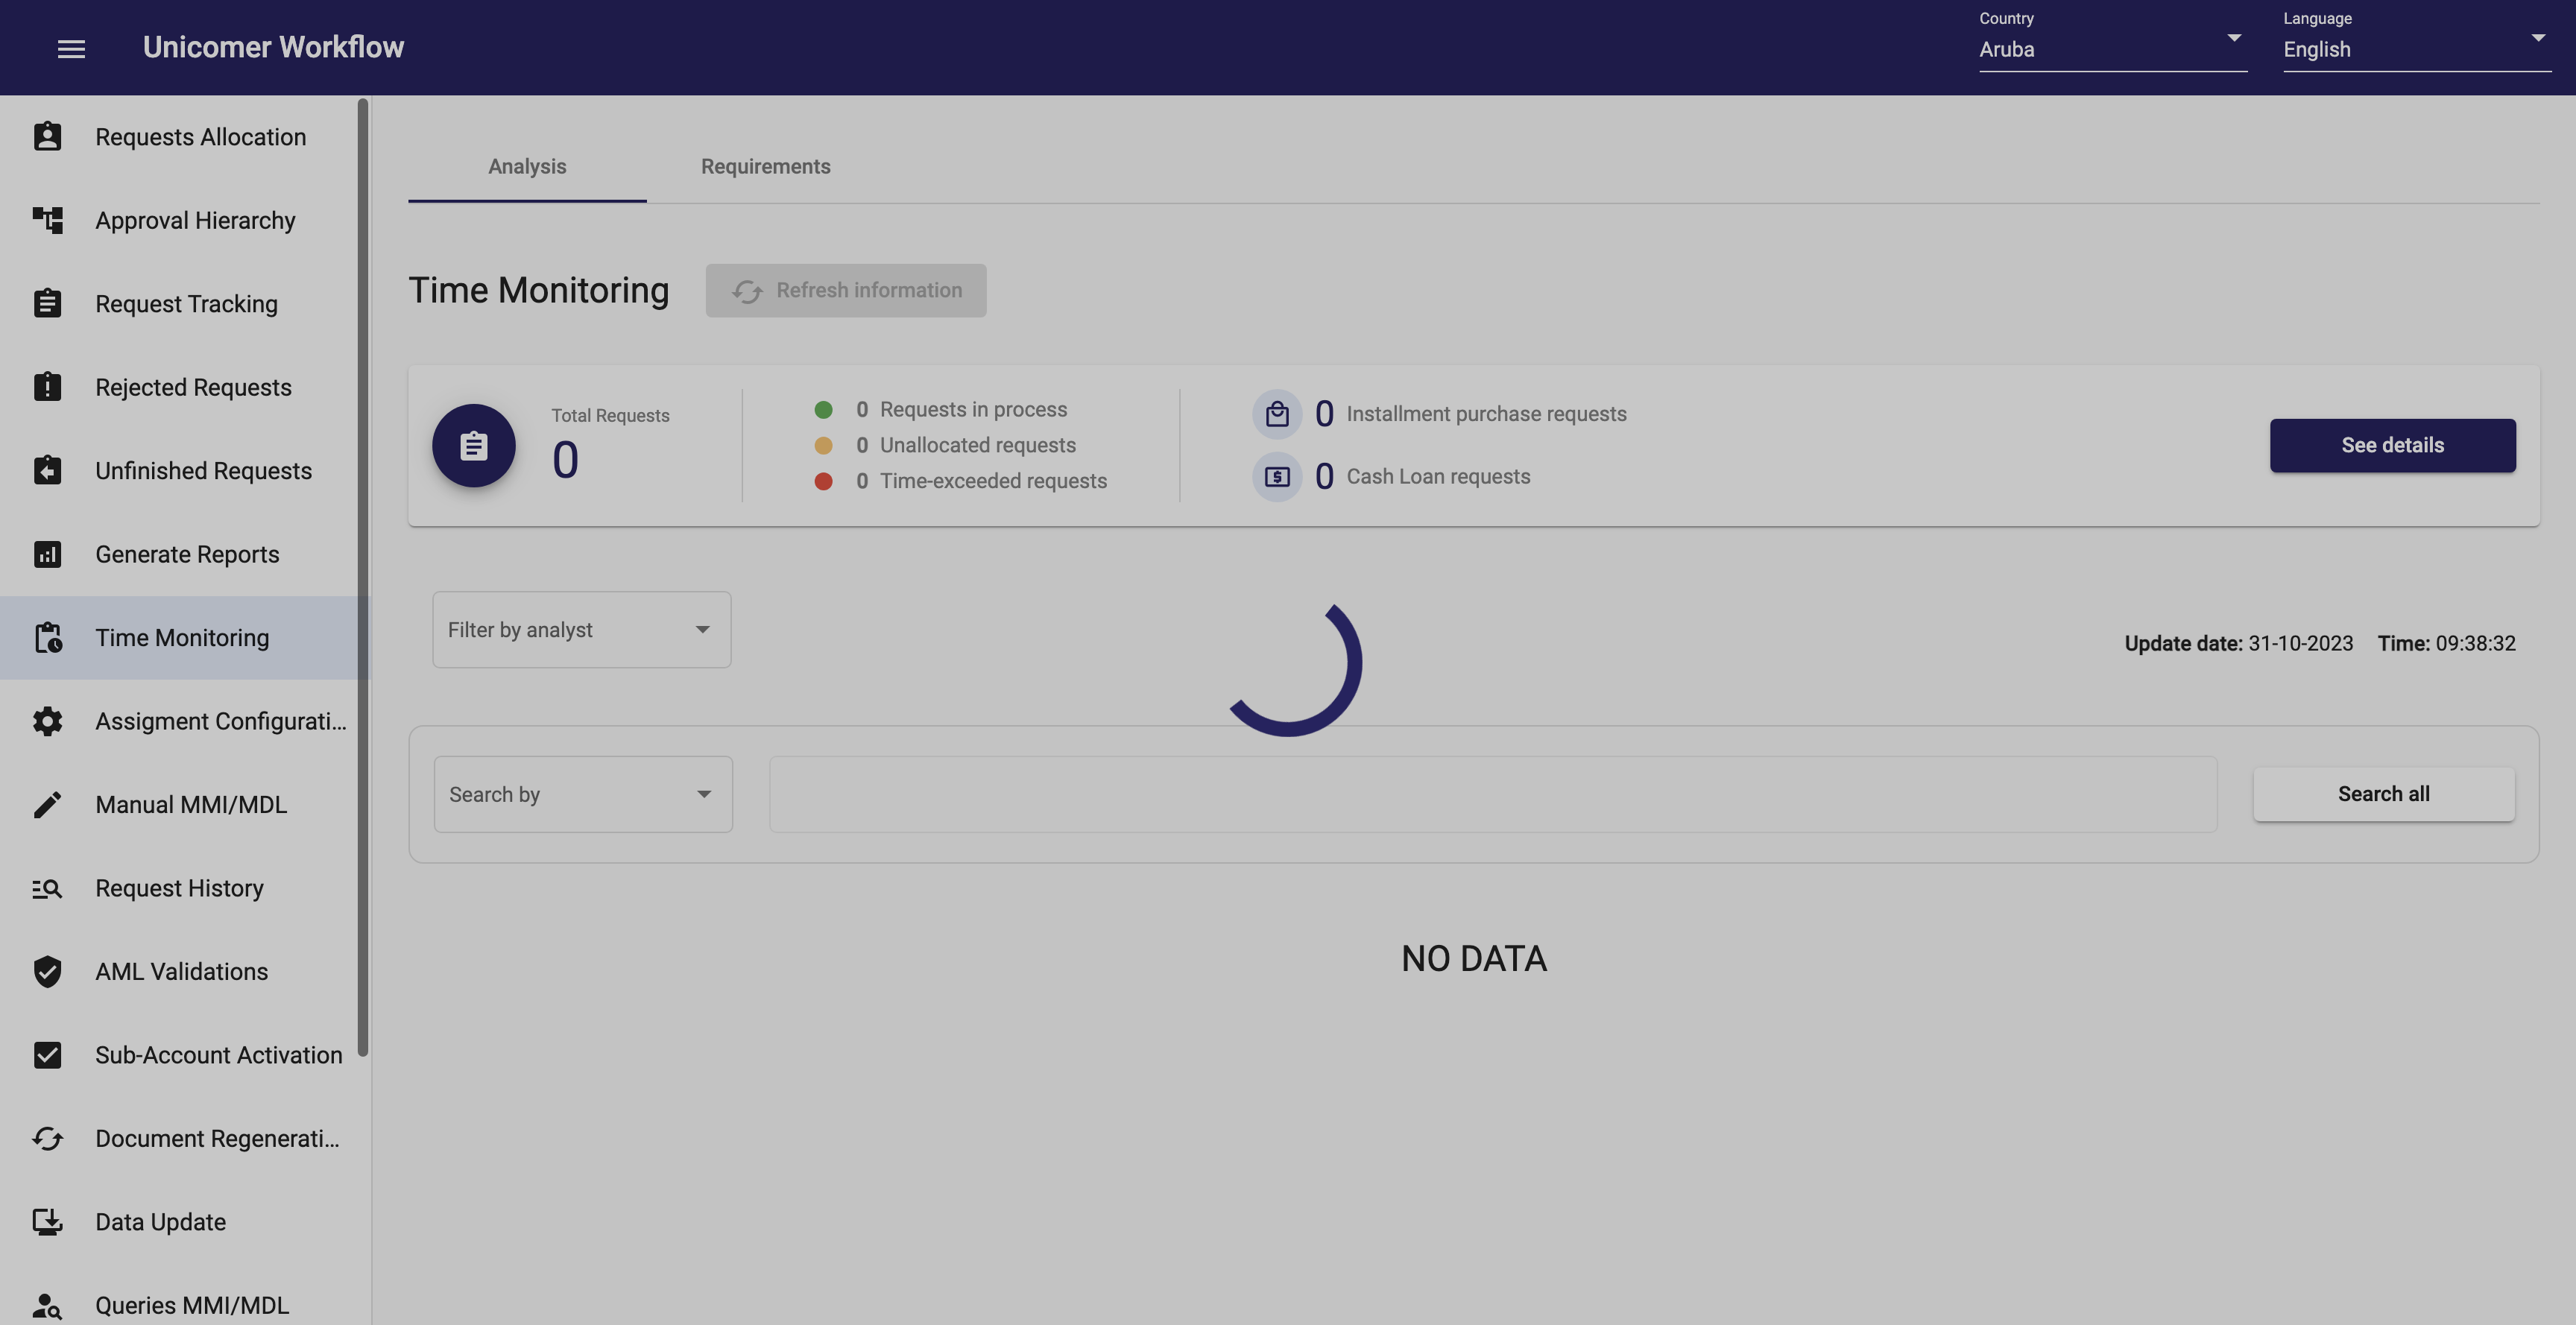 Unicomer Workflow
Country
Aruba
Language
English
Requests Allocation
Approval Hierarchy
Request Tracking
Rejected Requests
Unfinished Requests
Generate Reports
Time Monitoring
Assigment Configurati...
Manual MMI/MDL
Request History
AML Validations
Sub-Account Activation
Document Regenerati...
Data Update
Queries MMI/MDL
Analysis
Requirements
Time Monitoring
Refresh information
Total Requests
0
0 Requests in process
0 Unallocated requests
0 Time-exceeded requests
0 Installment purchase requests
0 Cash Loan requests
See details
Filter by analyst
Update date: 31-10-2023 Time: 09:38:32
Search by
Search all
NO DATA